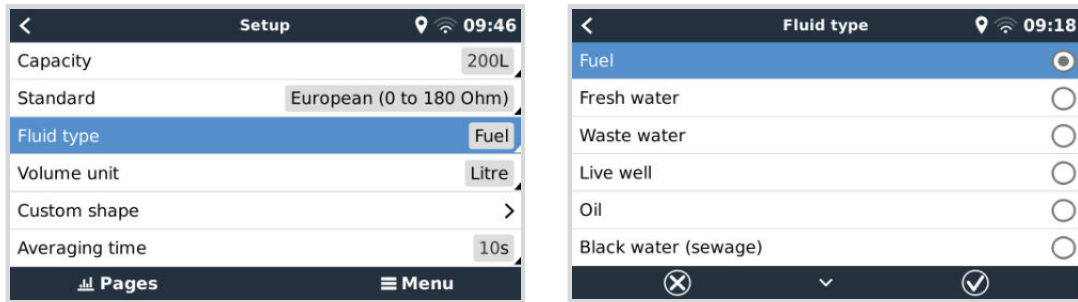 Setup 09:46
Capacity 200L
Standard European (0 to 180 Ohm)
Fluid type Fuel
Volume unit Litre
Custom shape
Averaging time 10s
Pages Menu
Fluid type 09:18
Fuel
Fresh water
Waste water
Live well
Oil
Black water (sewage)